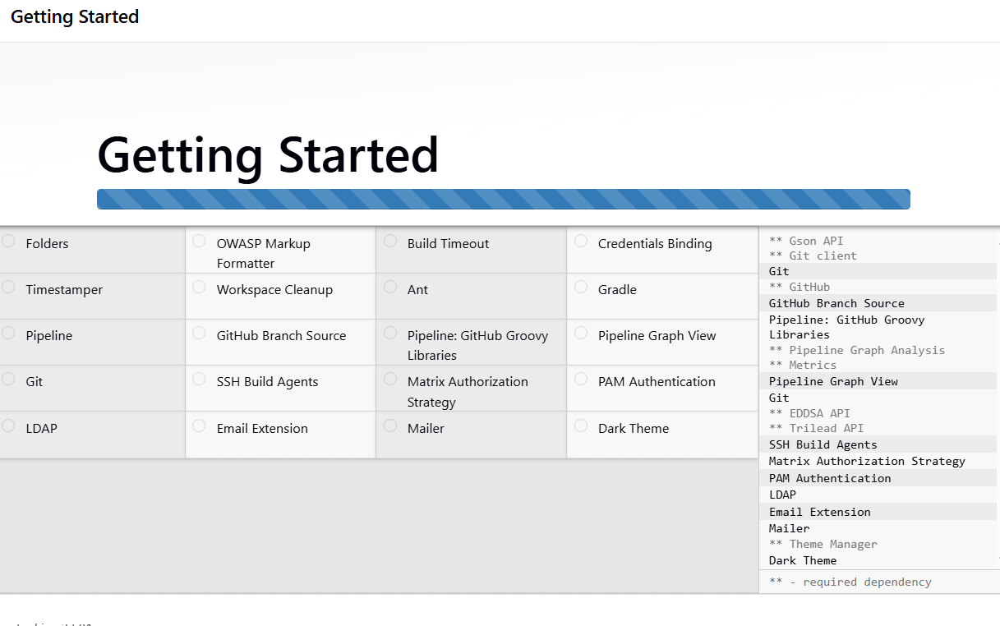 Getting Started
Getting Started
Folders
OWASP Markup
Formatter
Build Timeout
Credentials Binding
Timestamper
Workspace Cleanup
Ant
Gradle
Pipeline
GitHub Branch Source
Pipeline: GitHub Groovy
Libraries
Pipeline Graph View
Git
SSH Build Agents
Matrix Authorization
Strategy
PAM Authentication
LDAP
Email Extension
Mailer
Dark Theme
** Gson API
** Git client
Git
** GitHub
GitHub Branch Source
Pipeline: GitHub Groovy
Libraries
** Pipeline Graph Analysis
** Metrics
Pipeline Graph View
Git
** EDDSA API
** Trilead API
SSH Build Agents
Matrix Authorization Strategy
PAM Authentication
LDAP
Email Extension
Mailer
** Theme Manager
Dark Theme
** - required dependency